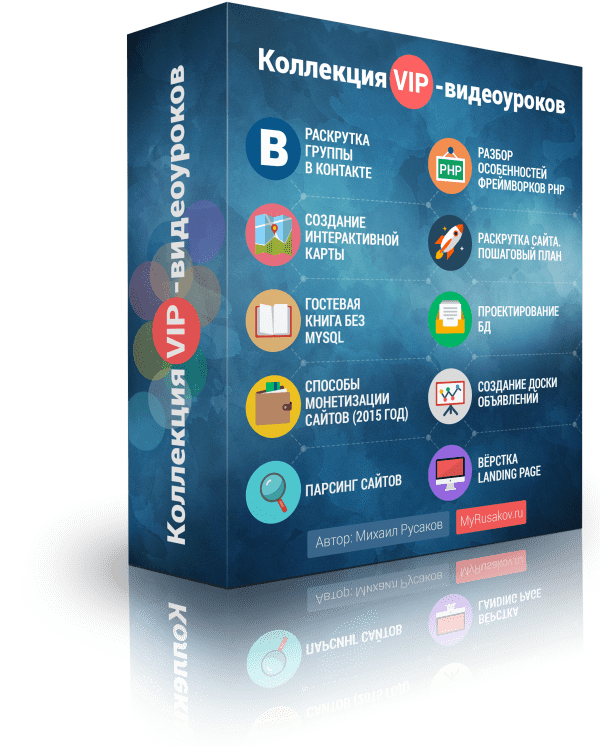 Коллекция VIP-видеоуроков
Коллекция VIP-видеоуроков
В
РАСКРУТКА
ГРУППЫ
В КОНТАКТЕ
СОЗДАНИЕ
ИНТЕРАКТИВНОЙ
КАРТЫ
ГОСТЕВАЯ
КНИГА БЕЗ
MYSQL
СПОСОБЫ
МОНЕТИЗАЦИИ
САЙТОВ (2015 ГОД)
ПАРСИНГ САЙТОВ
PHP
РАЗБОР
ОСОБЕННОСТЕЙ
ФРЕЙМВОРКОВ PHP
РАСКРУТКА САЙТА.
ПОШАГОВЫЙ ПЛАН
ПРОЕКТИРОВАНИЕ
БД
СОЗДАНИЕ ДОСКИ
ОБЪЯВЛЕНИЙ
ВЁРСТКА
LANDING PAGE
Автор: Михаил Русаков
MyRusakov.ru